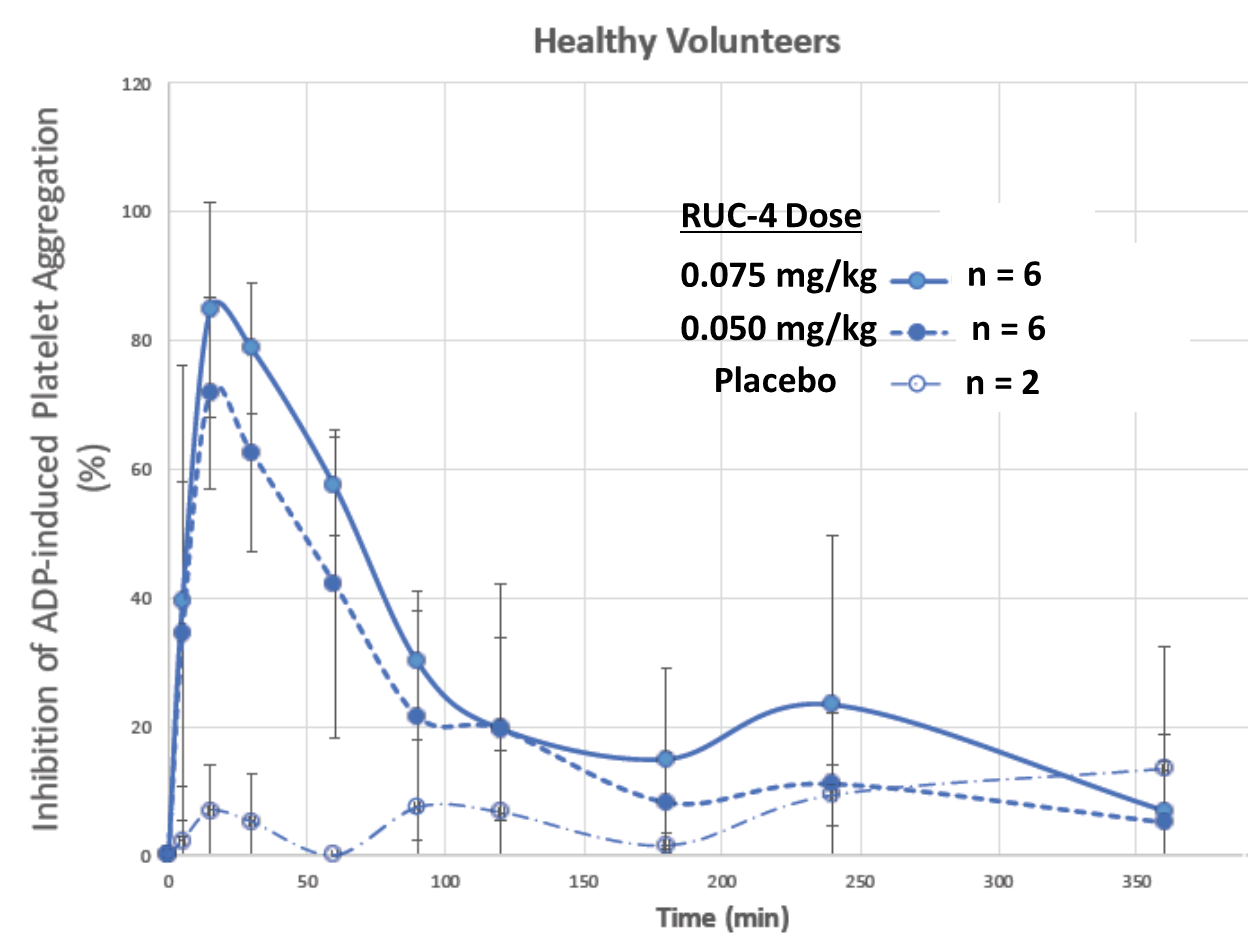 Healthy Volunteers
Inhibition of ADP-induced Platelet Aggregation
(%)
120
100
80
60
40
20
0
RUC-4 Dose
0.075 mg/kg n = 6
0.050 mg/kg n = 6
Placebo n = 2
0 50 100 150 200 250 300 350
Time (min)